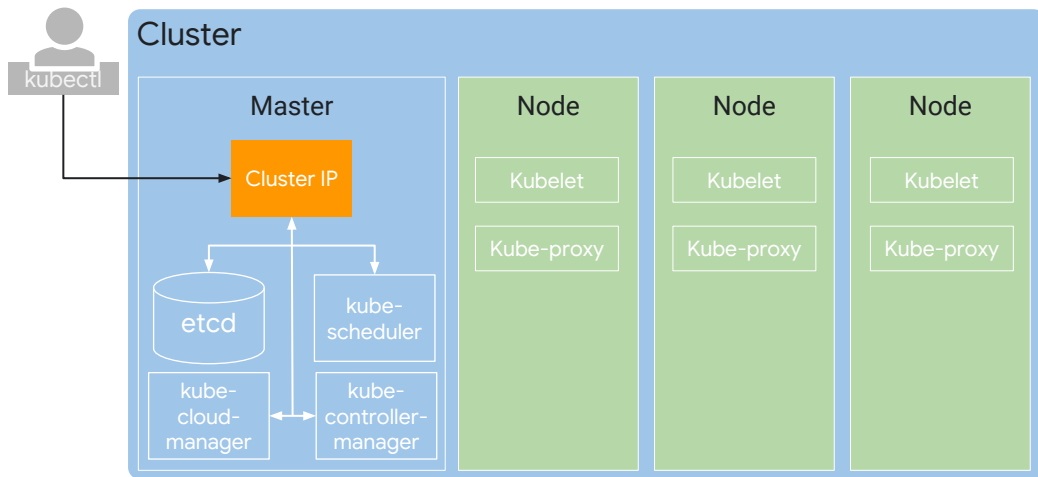 kubectl
Cluster
Master
Cluster IP
etcd
kube-
scheduler
kube-
cloud-
manager
kube-
controller-
manager
Node
Kubelet
Kube-proxy
Node
Kubelet
Kube-proxy
Node
Kubelet
Kube-proxy